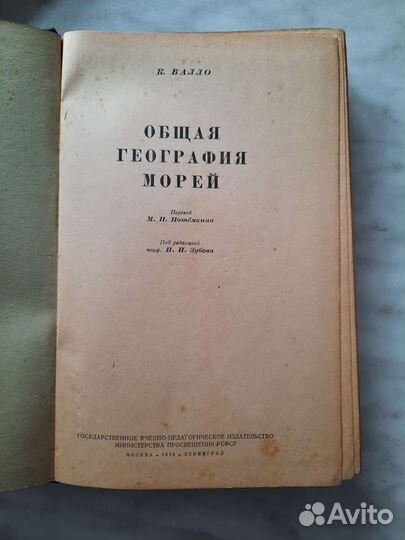 К. ВАЛЛО
ОБЩАЯ
ГЕОГРАФИЯ
МОРЕЙ
Перевод
М. П. Потёмкина
Под редакцией
проф. Н. Н. Зубова
ГОСУДАРСТВЕННОЕ УЧЕБНО-ПЕДАГОГИЧЕСКОЕ ИЗДАТЕЛЬСТВО
МИНИСТЕРСТВА ПРОСВЕЩЕНИЯ РСФСР
МОСКВА • 1948 • ЛЕНИНГРАД
Avito